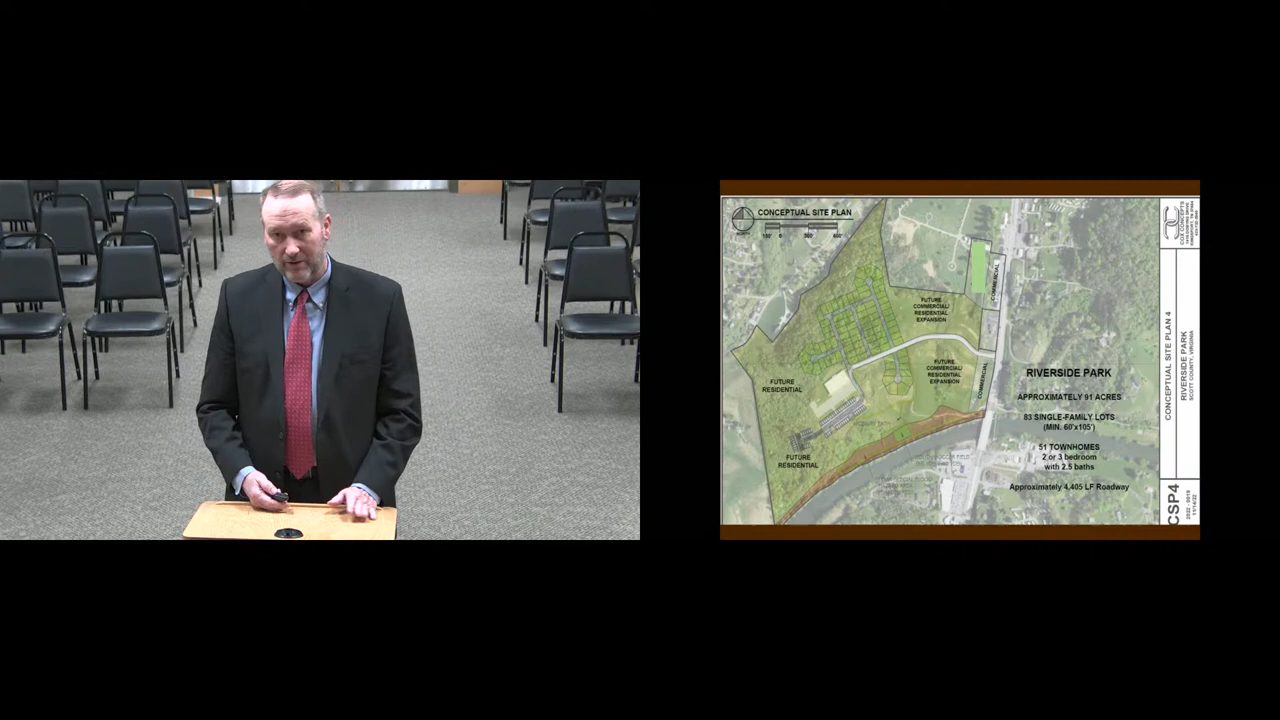 CONCEPTUAL SITE PLAN
COMMERCIAL
FUTURE
COMMERCIAL/
RESIDENTIAL
EXPANSION
FUTURE
COMMERCIAL/
RESIDENTIAL
EXPANSION
COMMERCIAL
FUTURE
RESIDENTIAL
FUTURE
RESIDENTIAL
RIVERSIDE PARK
APPROXIMATELY 91 ACRES
83 SINGLE-FAMILY LOTS
(MIN. 60'x105')
51 TOWNHOMES
2 or 3 bedroom
with 2.5 baths
Approximately 4,405 LF Roadway
COX CONCEPTS
CONCEPTUAL SITE PLAN 4
RIVERSIDE PARK
SCOTT COUNTY, VIRGINIA
CSP4